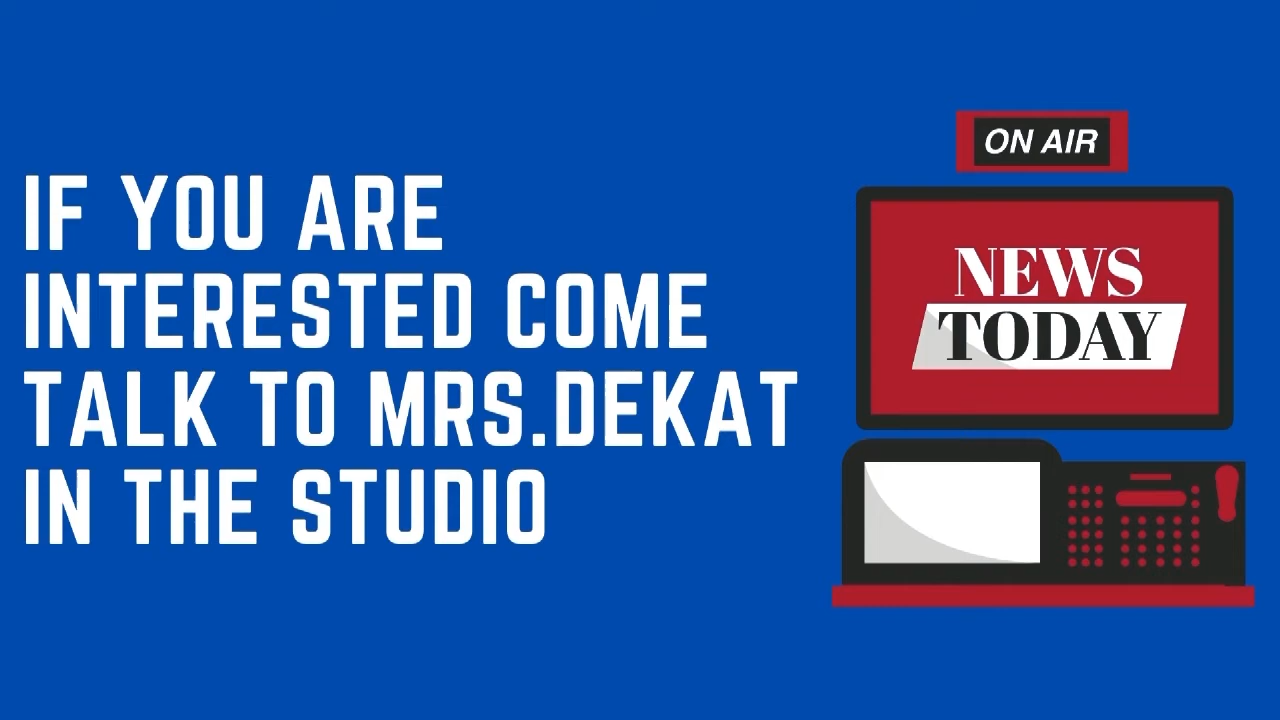 IF YOU ARE
INTERESTED COME
TALK TO MRS.DEKAT
IN THE STUDIO
ON AIR
NEWS
TODAY